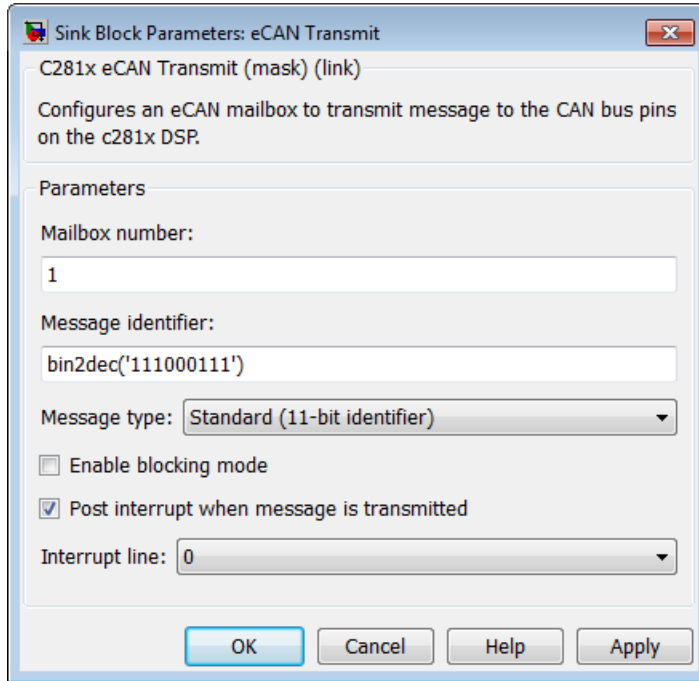 Sink Block Parameters: eCAN Transmit
C281x eCAN Transmit (mask) (link)
Configures an eCAN mailbox to transmit message to the CAN bus pins
on the c281x DSP.
Parameters
Mailbox number:
1
Message identifier:
bin2dec('111000111')
Message type: Standard (11-bit identifier)
Enable blocking mode
Post interrupt when message is transmitted
Interrupt line: 0
OK Cancel Help Apply